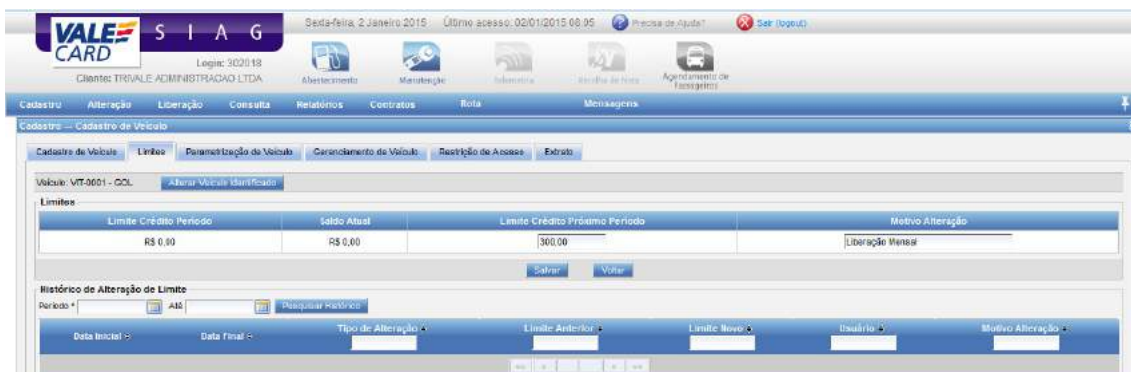 VALE CARD
S I A G
Login: 302018
Cliente: TRIVALE ADMINISTRACAO LTDA
Sexta-feira, 2 Janeiro 2015 Último acesso: 02/01/2015 08:05 Precisa de Ajuda? Sair (logout)
Abastecimento Manutenção Agendamento de Passageiros
Cadastro Alteração Liberação Consulta Relatórios Contratos Rota Mensagens
Cadastro -- Cadastro de Veículo
Cadastro de Veículo Limites Parametrização de Veículo Gerenciamento de Veículo Restrição de Acesso Extrato
Veículo: VIT-0001 - GOL Alterar Veículo Identificado
Limites
Limite Crédito Período Saldo Atual Limite Crédito Próximo Período Motivo Alteração
R$ 0,00 R$ 0,00 300,00 Liberação Mensal
Salvar Voltar
Histórico de Alteração de Limite
Período * Até Pesquisar Histórico
Data Inicial Data Final Tipo de Alteração Limite Anterior Limite Novo Usuário Motivo Alteração